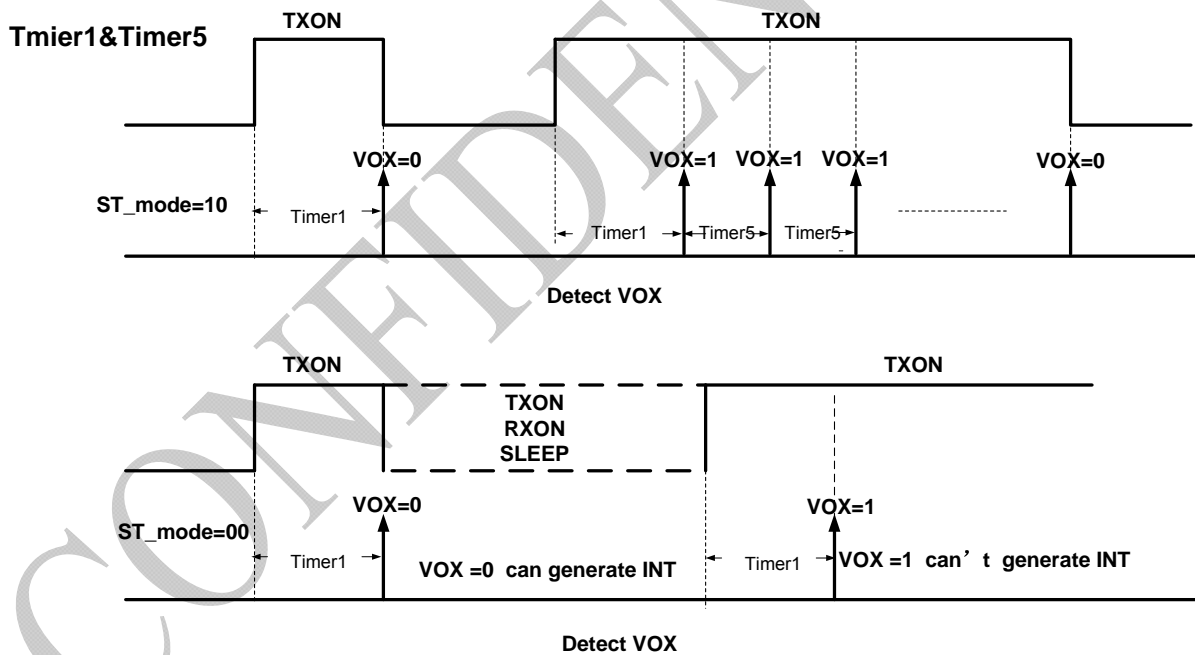 Tmier1&Timer5
TXON
TXON
VOX=0
VOX=1
VOX=1
VOX=1
VOX=0
ST_mode=10
Timer1
Timer1
Timer5
Timer5
Detect VOX
TXON
TXON
TXON
RXON
SLEEP
VOX=0
VOX=1
ST_mode=00
Timer1
VOX =0 can generate INT
Timer1
VOX =1 can' t generate INT
Detect VOX
CONFIDEN